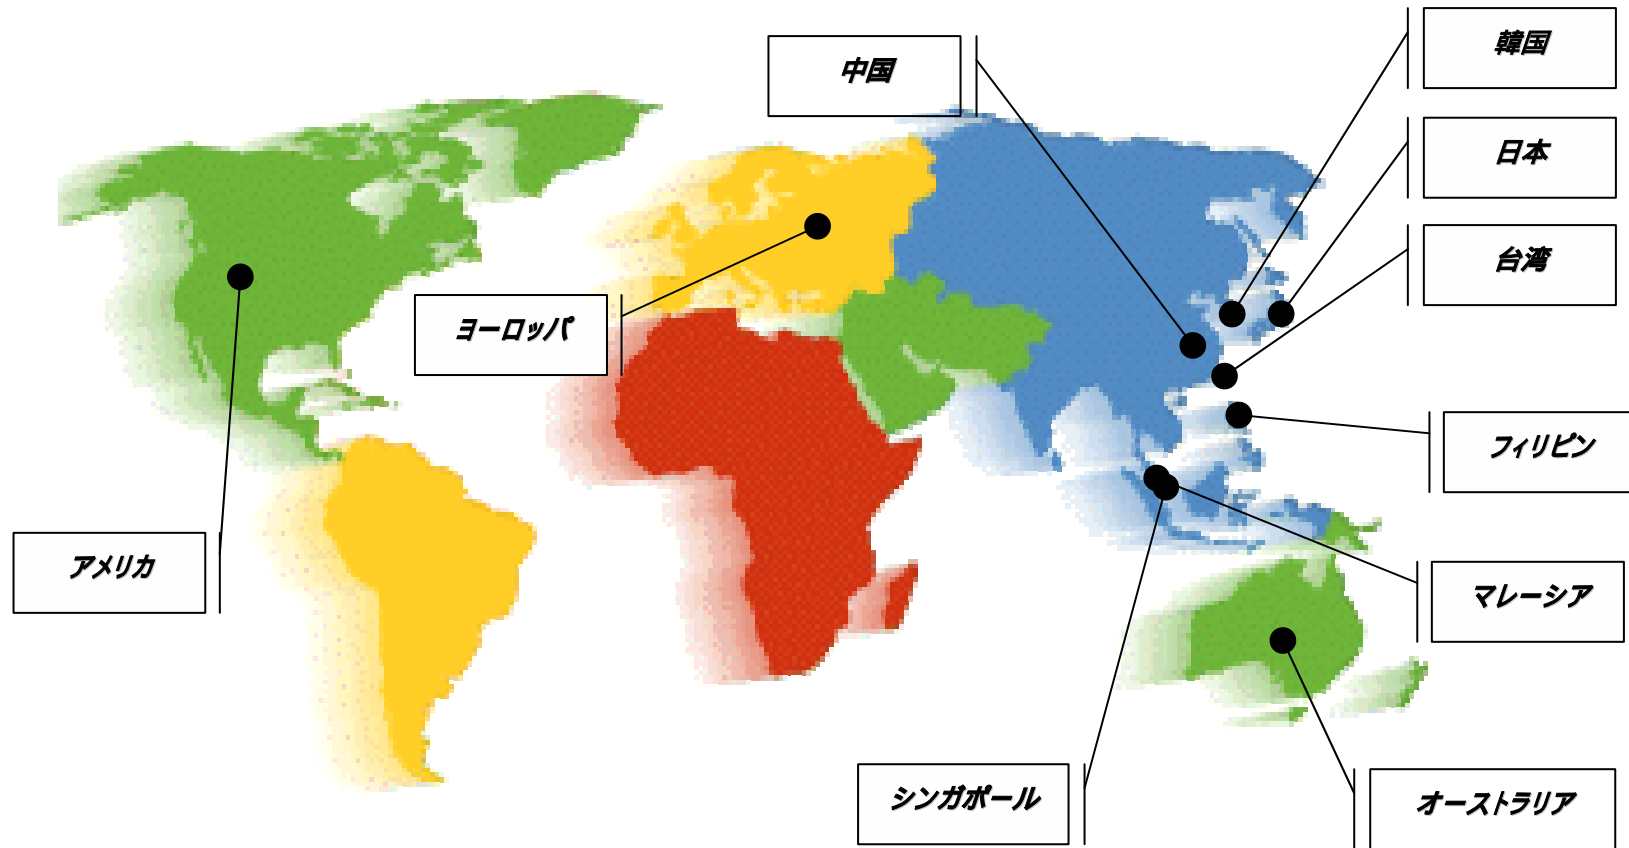 韓国
中国
日本
台湾
ヨーロッパ
フィリピン
アメリカ
マレーシア
シンガポール
オーストラリア